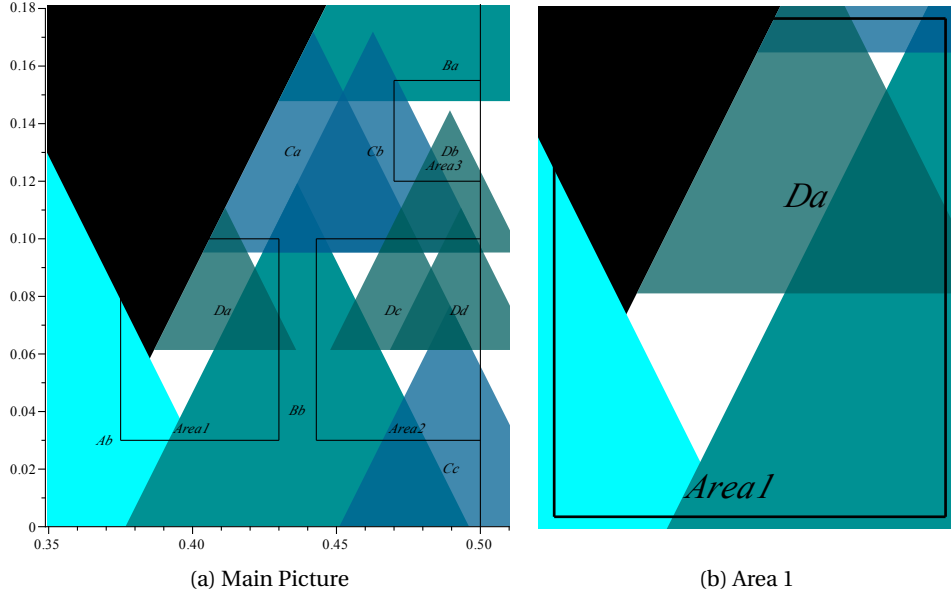 0.18
0.16
0.14
0.12
0.10
0.08
0.06
0.04
0.02
0
0.35
0.40
0.45
0.50
Ba
Ca
Cb
Db
Area3
Da
Dc
Dd
Bb
Area1
Area2
Ab
Cc
(a) Main Picture
Da
Area1
(b) Area 1